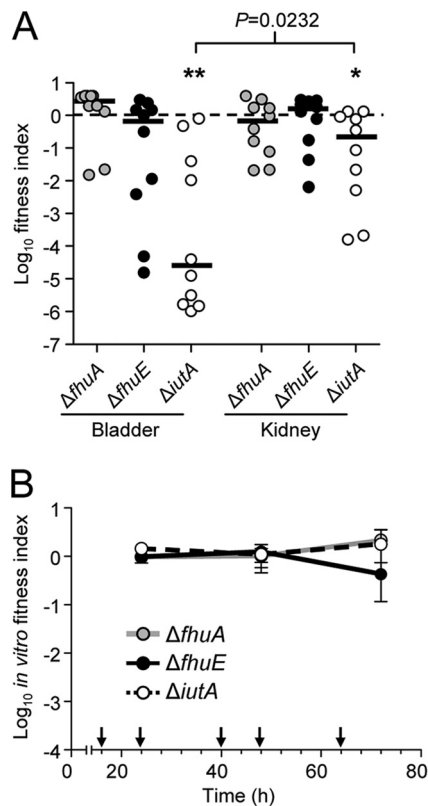 A
P=0.0232
** *
Log10 fitness index
1
0
-1
-2
-3
-4
-5
-6
-7
ΔfhuA ΔfhuE ΔiutA ΔfhuA ΔfhuE ΔiutA
Bladder Kidney
B
Log10 in vitro fitness index
1
0
-1
-2
-3
-4
ΔfhuA
ΔfhuE
ΔiutA
0 20 40 60 80
Time (h)